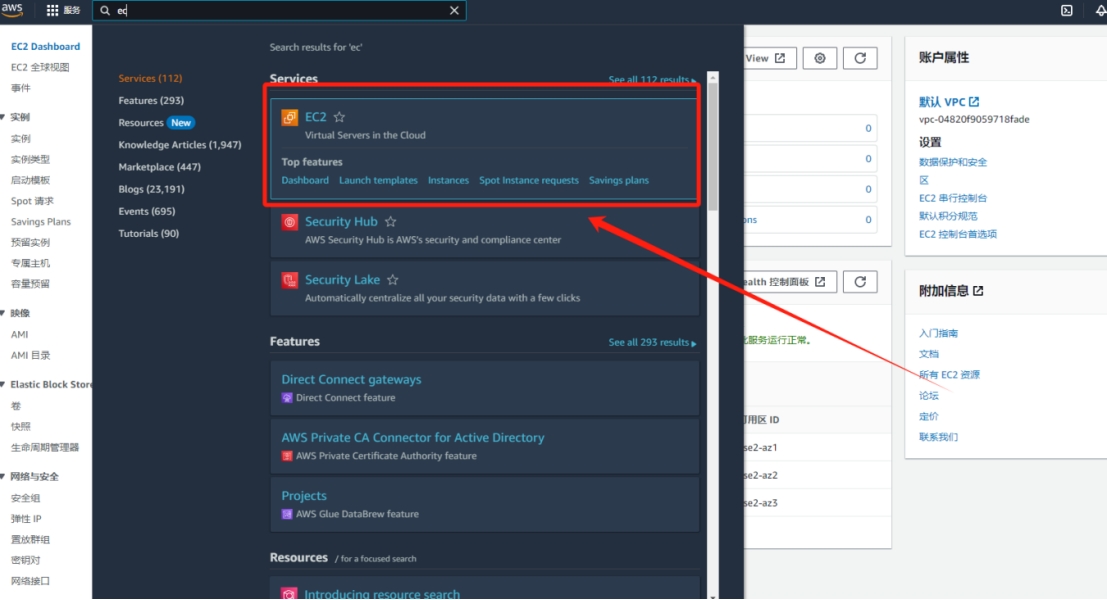 aws
服务
ec
EC2 Dashboard
EC2 全球视图
事件
实例
实例
实例类型
启动模板
Spot 请求
Savings Plans
预留实例
专属主机
容量预留
映像
AMI
AMI 目录
Elastic Block Store
卷
快照
生命周期管理器
网络与安全
安全组
弹性 IP
置放群组
密钥对
网络接口
Services (112)
Features (293)
Resources New
Knowledge Articles (1,947)
Marketplace (447)
Blogs (23,191)
Events (695)
Tutorials (90)
Search results for 'ec'
Services
See all 112 results
EC2
Virtual Servers in the Cloud
Top features
Dashboard Launch templates Instances Spot Instance requests Savings plans
Security Hub
AWS Security Hub is AWS's security and compliance center
Security Lake
Automatically centralize all your security data with a few clicks
Features
See all 293 results
Direct Connect gateways
Direct Connect feature
AWS Private CA Connector for Active Directory
AWS Private Certificate Authority feature
Projects
AWS Glue DataBrew feature
Resources / for a focused search
Introducing resource search
View
0
0
0
ons 0
ealth 控制面板
服务运行正常。
用区 ID
se2-az1
se2-az2
se2-az3
账户属性
默认 VPC
vpc-04820f9059718fade
设置
数据保护和安全
区
EC2 串行控制台
默认积分规范
EC2 控制台首选项
附加信息
入门指南
文档
所有 EC2 资源
论坛
定价
联系我们